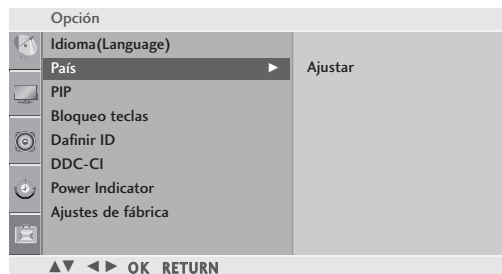 Opción
Idioma(Language)
País ► Ajustar
PIP
Bloqueo teclas
Dafinir ID
DDC-CI
Power Indicator
Ajustes de fábrica
▲▼ ◄► OK RETURN